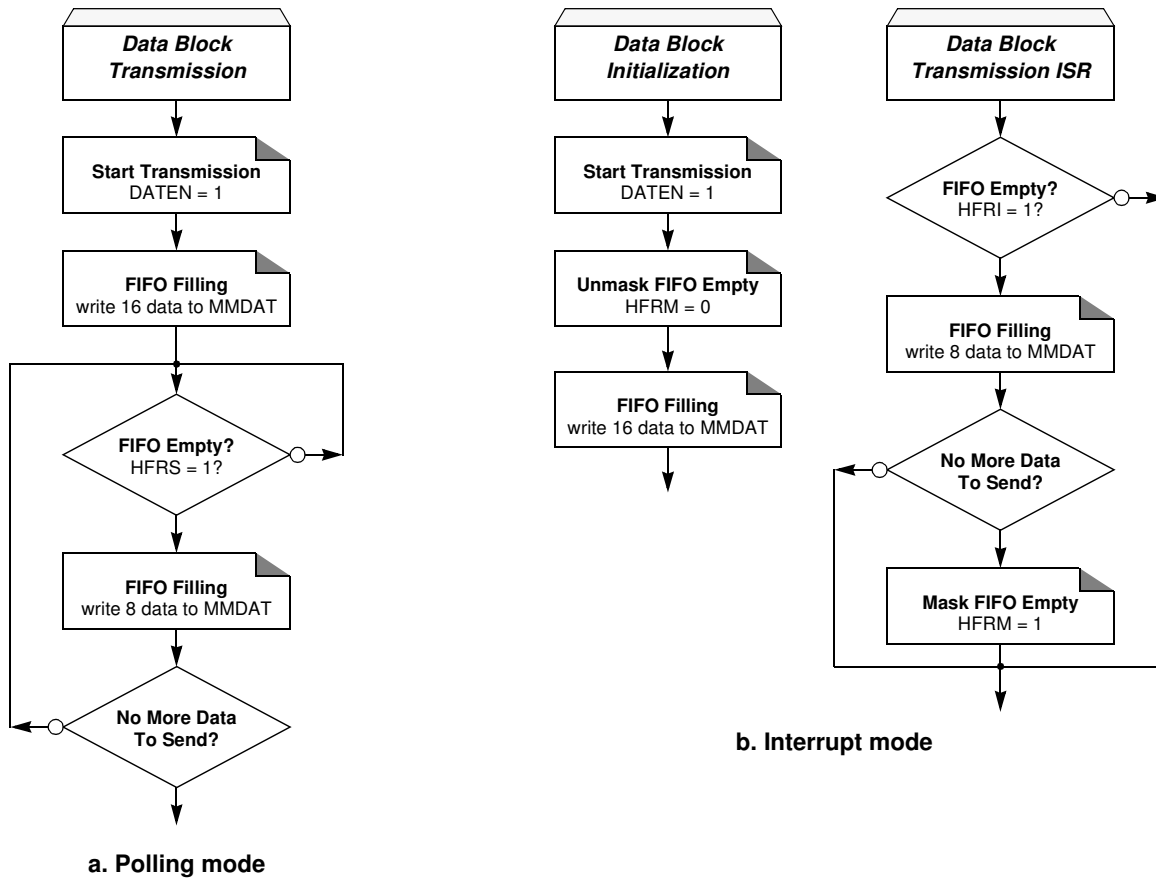 Data Block
Transmission
Start Transmission
DATEN = 1
FIFO Filling
write 16 data to MMDAT
FIFO Empty?
HFRS = 1?
FIFO Filling
write 8 data to MMDAT
No More Data
To Send?
a. Polling mode
Data Block
Initialization
Start Transmission
DATEN = 1
Unmask FIFO Empty
HFRM = 0
FIFO Filling
write 16 data to MMDAT
Data Block
Transmission ISR
FIFO Empty?
HFRI = 1?
FIFO Filling
write 8 data to MMDAT
No More Data
To Send?
Mask FIFO Empty
HFRM = 1
b. Interrupt mode